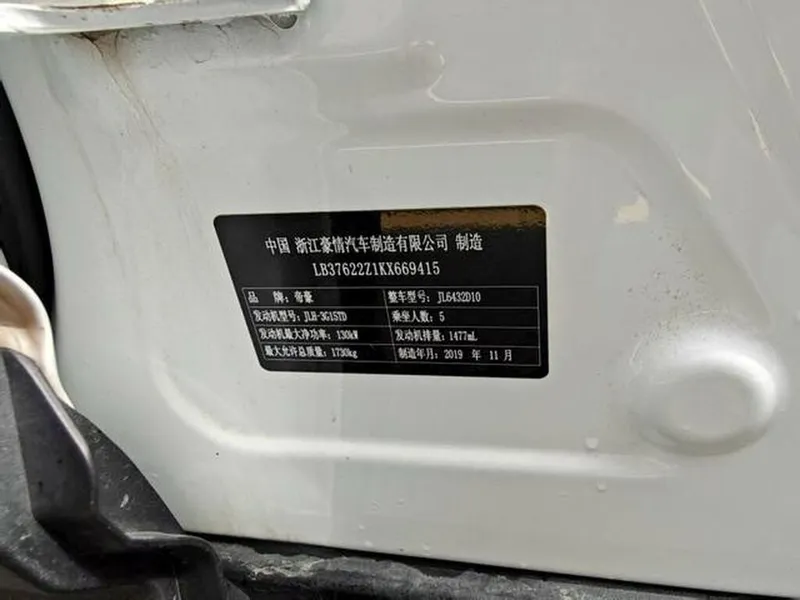 中国 浙江豪情汽车制造有限公司 制造
LB37622Z1KX669415
品 牌：帝豪 整车型号：JL6432D10
发动机型号：JLH-3G15TD 乘坐人数：5
发动机最大净功率：130kW 发动机排量：1477mL
最大允许总质量：1730kg 制造年月：2019 年 11 月